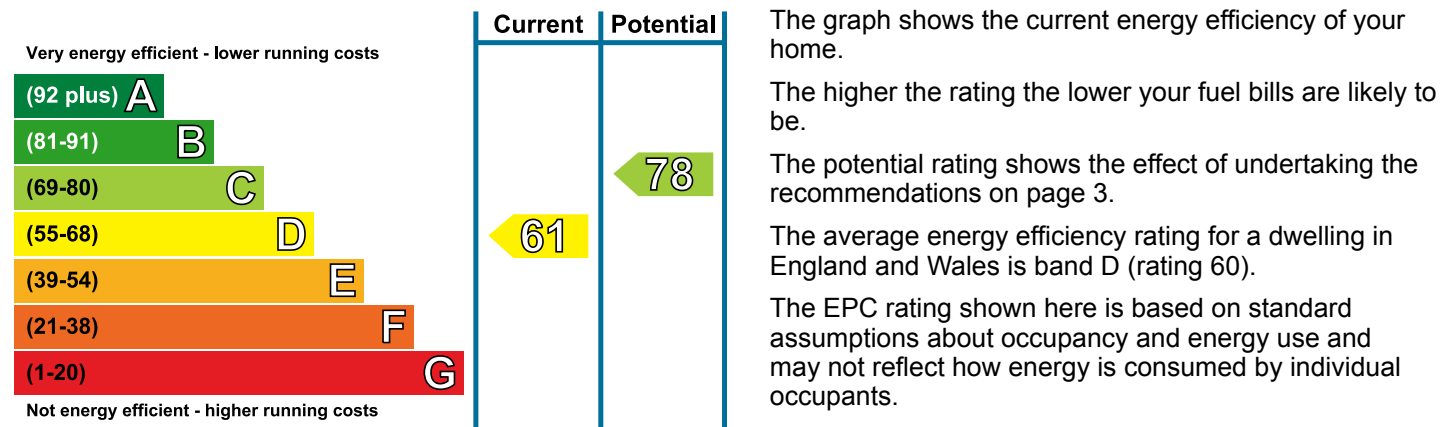 Current Potential
Very energy efficient - lower running costs
(92 plus) A
(81-91) B
(69-80) C
78
(55-68) D
61
(39-54) E
(21-38) F
(1-20) G
Not energy efficient - higher running costs
The graph shows the current energy efficiency of your
home.
The higher the rating the lower your fuel bills are likely to
be.
The potential rating shows the effect of undertaking the
recommendations on page 3.
The average energy efficiency rating for a dwelling in
England and Wales is band D (rating 60).
The EPC rating shown here is based on standard
assumptions about occupancy and energy use and
may not reflect how energy is consumed by individual
occupants.